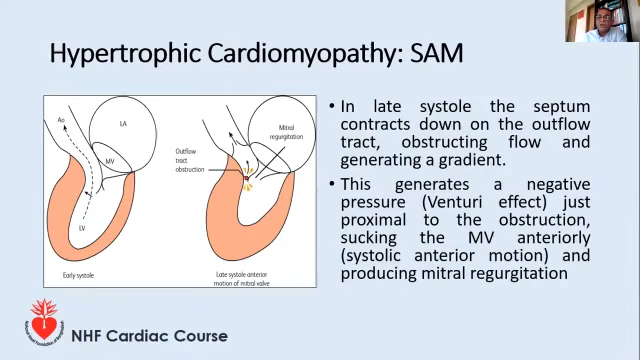 Hypertrophic Cardiomyopathy: SAM
Ao
LA
MV
LV
Early systole
Outflow
tract
obstruction
Mitral
regurgitation
Late systole anterior
motion of mitral valve
• In late systole the septum
contracts down on the outflow
tract, obstructing flow and
generating a gradient.
• This generates a negative
pressure (Venturi effect) just
proximal to the obstruction,
sucking the MV anteriorly
(systolic anterior motion) and
producing mitral regurgitation
NHF Cardiac Course